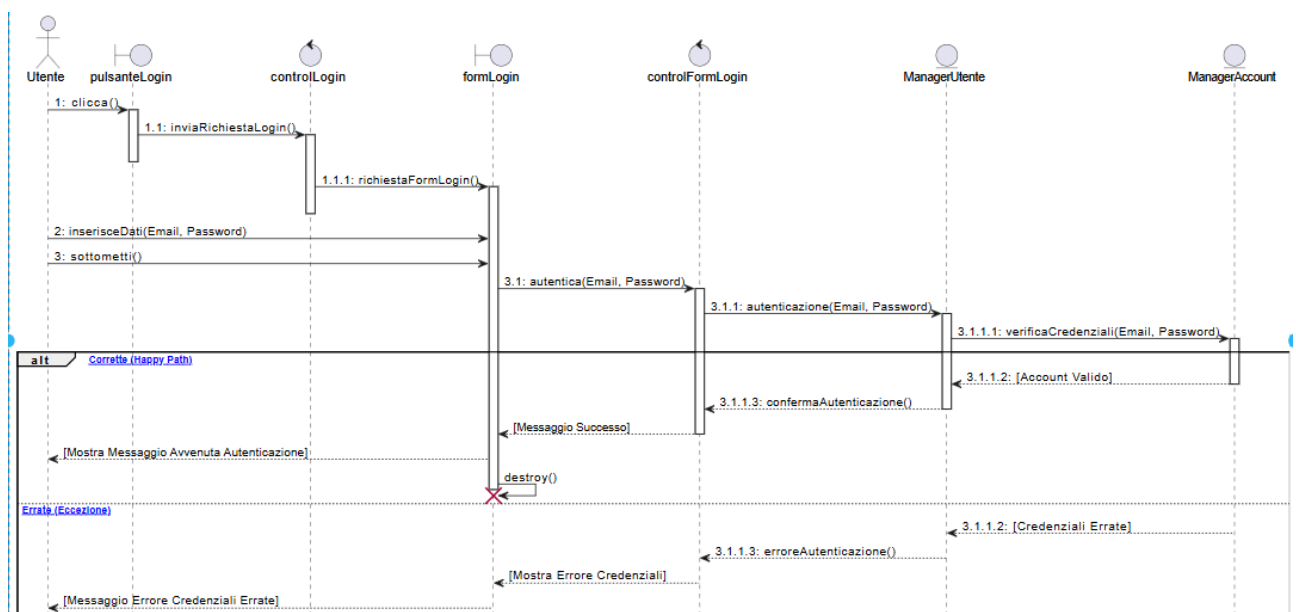 Utente pulsanteLogin controlLogin formLogin controlFormLogin ManagerUtente ManagerAccount
1: clicca()
1.1: inviaRichiestaLogin()
1.1.1: richiestaFormLogin()
2: inserisceDati(Email, Password)
3: sottometti()
3.1: autentica(Email, Password)
3.1.1: autenticazione(Email, Password)
3.1.1.1: verificaCredenziali(Email, Password)
alt Corrette (Happy Path)
3.1.1.2: [Account Valido]
3.1.1.3: confermaAutenticazione()
[Messaggio Successo]
[Mostra Messaggio Avvenuta Autenticazione]
destroy()
Errate (Eccezione)
3.1.1.2: [Credenziali Errate]
3.1.1.3: erroreAutenticazione()
[Mostra Errore Credenziali]
[Messaggio Errore Credenziali Errate]